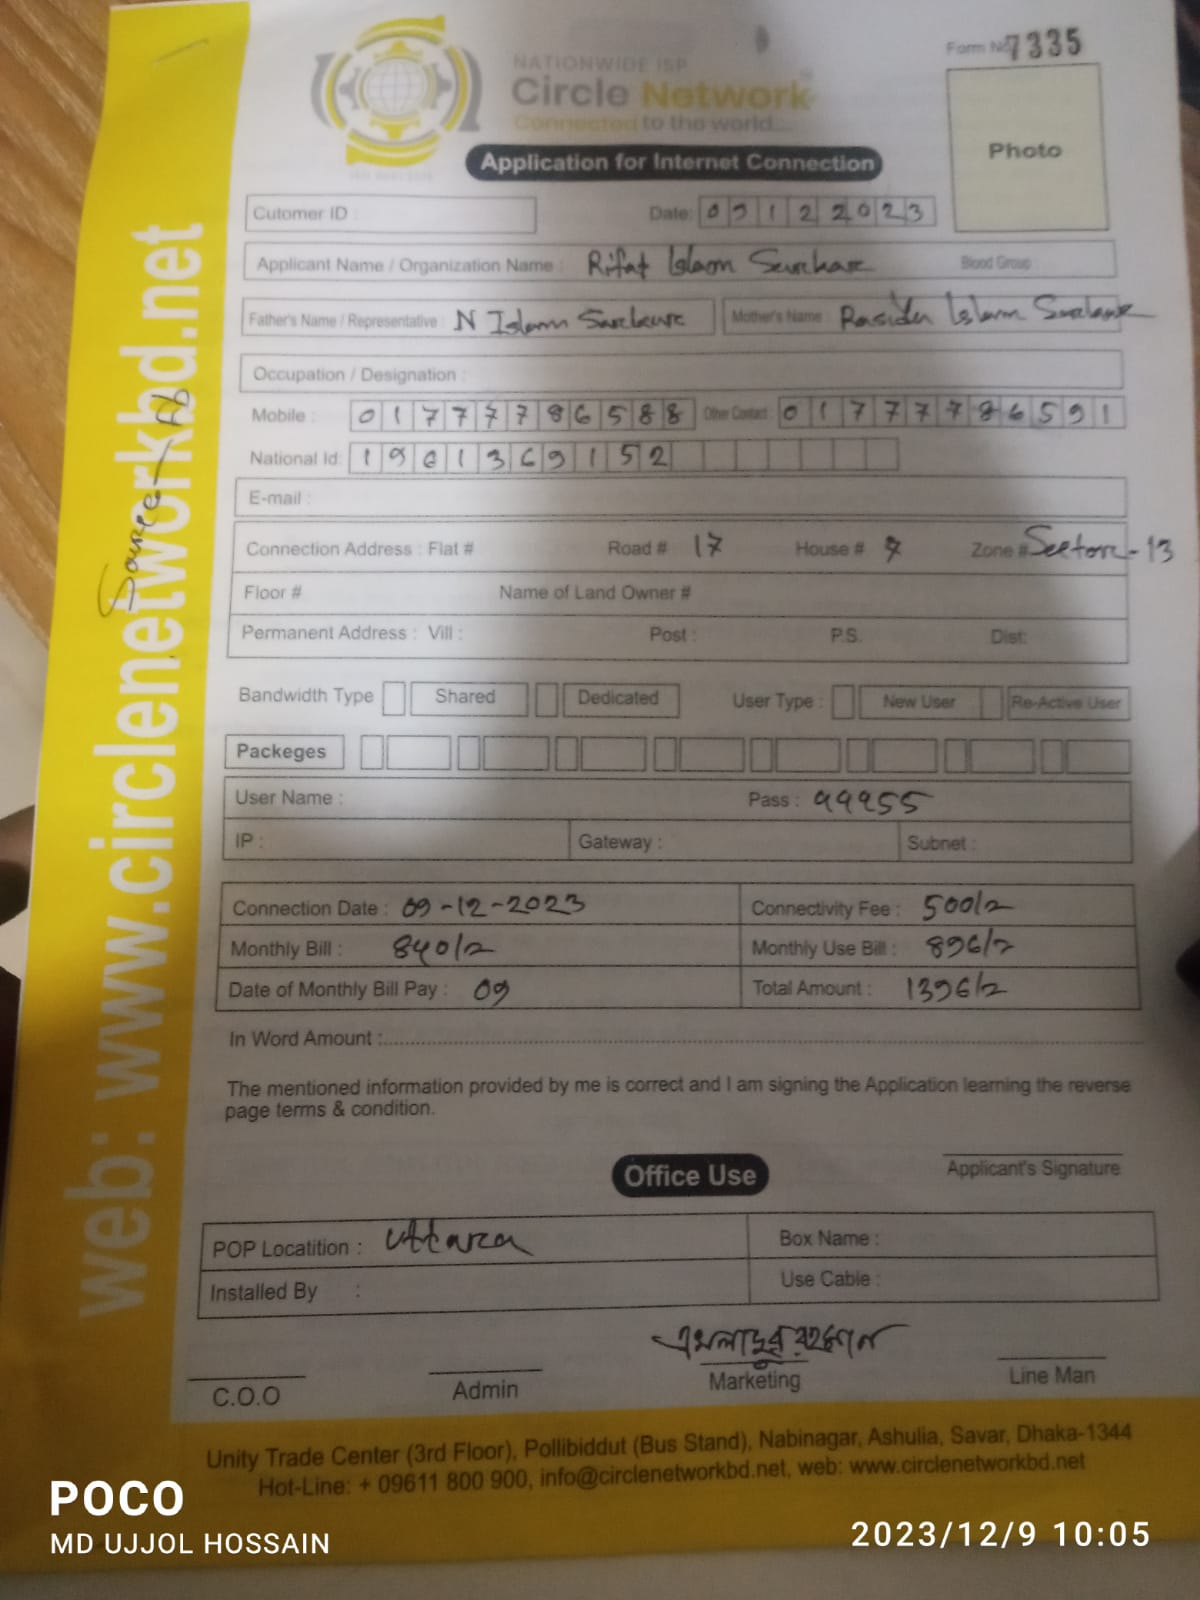 Form No 7335
NATIONWIDE ISP
Circle Network
Connected to the world...
Photo
Application for Internet Connection
Cutomer ID : Date: 09122023
Applicant Name / Organization Name : Rifat Islam Sarkar Blood Group
Father's Name / Representative : N Islam Sarkar Mother's Name : Islam
Occupation / Designation :
Mobile : 01777786588 Other Contact : 01777786591
National Id: 152
E-mail :
Connection Address : Flat # Road # 17 House # Zone # Sector-13
Floor # Name of Land Owner #
Permanent Address : Vill : Post : P.S. Dist:
Bandwidth Type Shared Dedicated User Type : New User Re-Active User
Packeges
User Name : Pass :
IP : Gateway : Subnet :
Connection Date : 09-12-2023 Connectivity Fee : 500/=
Monthly Bill : 840/= Monthly Use Bill : 896/=
Date of Monthly Bill Pay : 09 Total Amount : 1396/=
In Word Amount :
The mentioned information provided by me is correct and I am signing the Application learning the reverse
page terms & condition.
Applicant's Signature
Office Use
POP Locatition : Uttara Box Name :
Installed By : Use Cable :
C.O.O Admin Marketing Line Man
Unity Trade Center (3rd Floor), Pollibiddut (Bus Stand), Nabinagar, Ashulia, Savar, Dhaka-1344
Hot-Line: + 09611 800 900, info@circlenetworkbd.net, web: www.circlenetworkbd.net
web: www.circlenetworkbd.net
Source - Fb
POCO
MD UJJOL HOSSAIN
2023/12/9 10:05